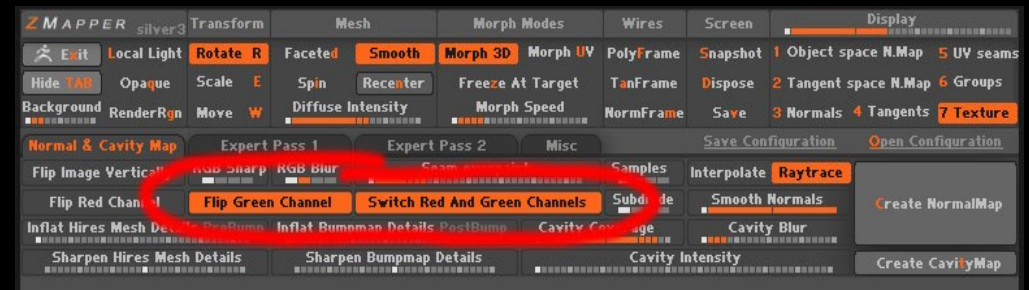 ZMAPPER silver3 Transform Mesh Morph Modes Wires Screen Display
Exit Local Light Rotate R Faceted Smooth Morph 3D Morph UV PolyFrame Snapshot 1 Object space N.Map 5 UV seams
Hide TAB Opaque Scale E Spin Recenter Freeze At Target TanFrame Dispose 2 Tangent space N.Map 6 Groups
Background RenderRgn Move W Diffuse Intensity Morph Speed NormFrame Save 3 Normals 4 Tangents 7 Texture
Normal & Cavity Map Expert Pass 1 Expert Pass 2 Misc Save Configuration Open Configuration
Flip Image Vertically RGB Sharp RGB Blur Samples Interpolate Raytrace
Flip Red Channel Flip Green Channel Switch Red And Green Channels Subdivide Smooth Normals Create NormalMap
Inflat Hires Mesh Details PreBump Inflat Bumpmap Details PostBump Cavity Coverage Cavity Blur
Sharpen Hires Mesh Details Sharpen Bumpmap Details Cavity Intensity Create CavityMap